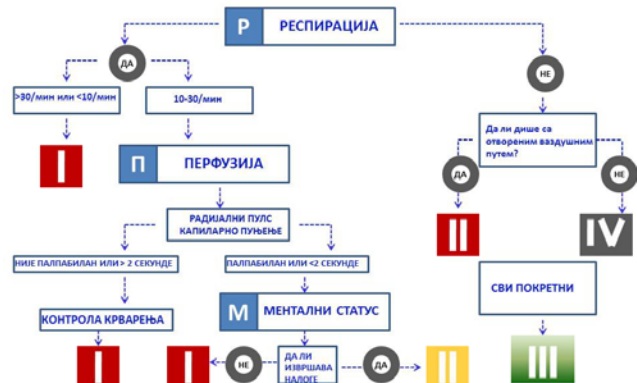 Р РЕСПИРАЦИЈА
ДА
НЕ
>30/мин или <10/мин
10-30/мин
Да ли дише са
отвореним ваздушним
путем?
I
П ПЕРФУЗИЈА
ДА
НЕ
РАДИЈАЛНИ ПУЛС
КАПИЛАРНО ПУЊЕЊЕ
II
IV
НИЈЕ ПАЛПАБИЛАН ИЛИ > 2 СЕКУНДЕ
ПАЛПАБИЛАН ИЛИ <2 СЕКУНДЕ
СВИ ПОКРЕТНИ
КОНТРОЛА КРВАРЕЊА
М МЕНТАЛНИ СТАТУС
III
I
I
НЕ
ДА ЛИ
ИЗВРШАВА
НАЛОГЕ
ДА
II